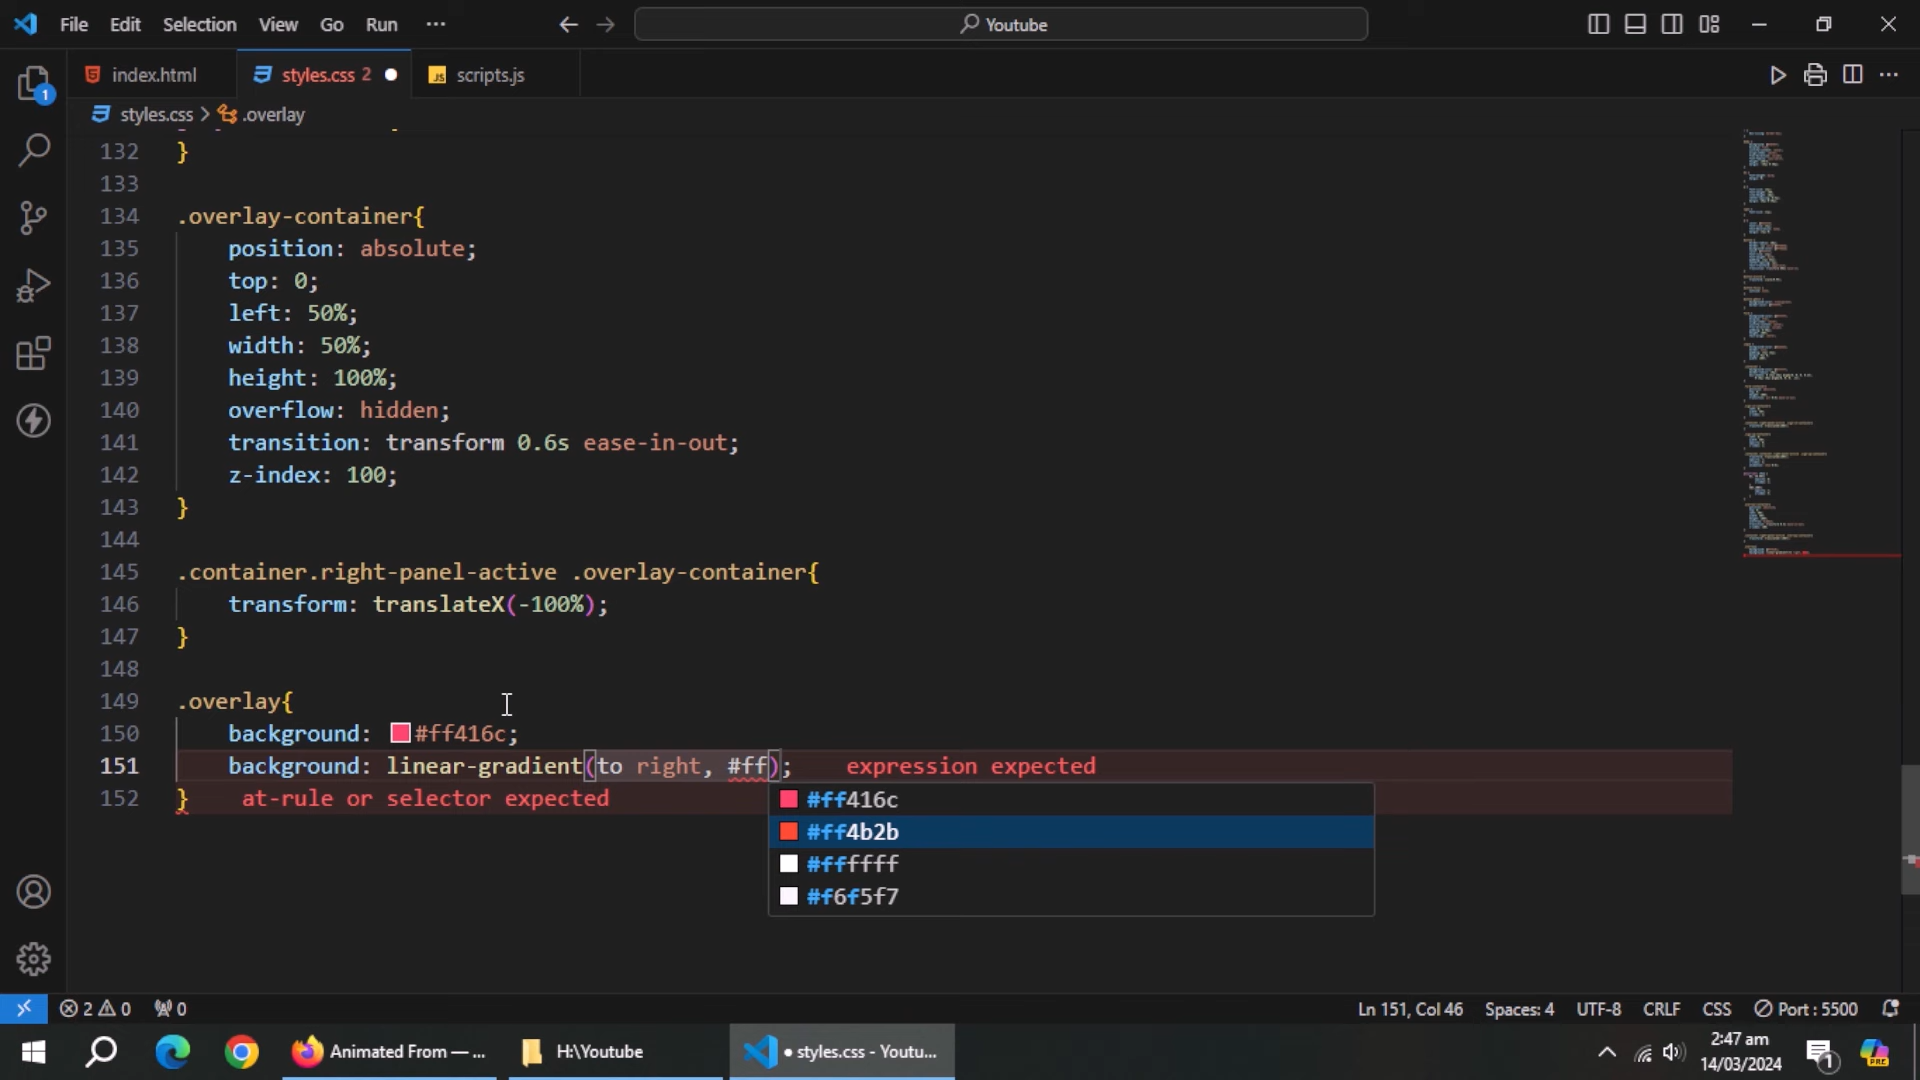 File Edit Selection View Go Run ··· Youtube
index.html styles.css 2 JS scripts.js
styles.css > .overlay
1
132 }
133
134 .overlay-container{
135 position: absolute;
136 top: 0;
137 left: 50%;
138 width: 50%;
139 height: 100%;
140 overflow: hidden;
141 transition: transform 0.6s ease-in-out;
142 z-index: 100;
143 }
144
145 .container.right-panel-active .overlay-container{
146 transform: translateX(-100%);
147 }
148
149 .overlay{
150 background: #ff416c;
151 background: linear-gradient(to right, #ff); expression expected
152 } at-rule or selector expected
#ff416c
#ff4b2b
#ffffff
#f6f5f7
2 0 0 Ln 151, Col 46 Spaces: 4 UTF-8 CRLF CSS Port : 5500
Animated From — ... H:\Youtube ● styles.css - Youtu... 2:47 am
14/03/2024 1 PRE